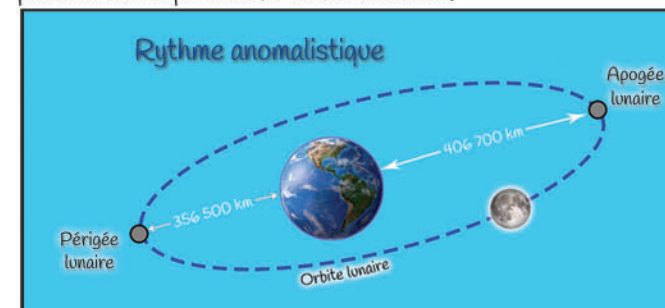 Rythme anomalistique
Apogée
lunaire
406 700 km
356 500 km
Périgée
lunaire
Orbite lunaire